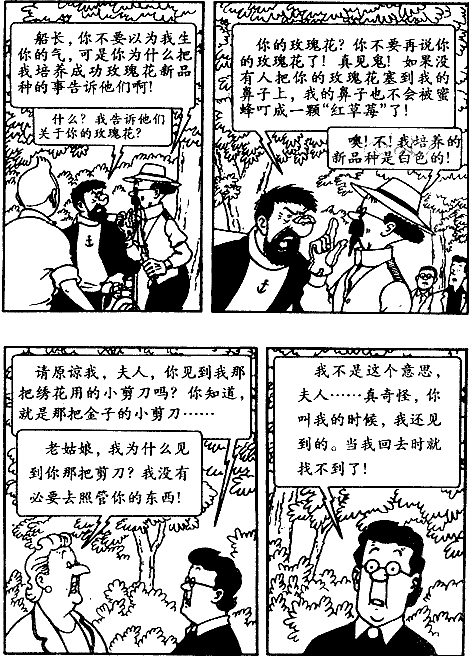 船长，你不要以为我生
你的气，可是你为什么把
我培养成功玫瑰花新品
种的事告诉他们啊！
什么？我告诉他们
关于你的玫瑰花？
你的玫瑰花？你不要再说你
的玫瑰花了！真见鬼！如果没
有人把你的玫瑰花塞到我的
鼻子上，我的鼻子也不会被蜜
蜂叮成一颗“红草莓”了！
噢！不！我培养的
新品种是白色的！
请原谅我，夫人，你见到我那
把绣花用的小剪刀吗？你知道，
就是那把金子的小剪刀……
老姑娘，我为什么见
到你那把剪刀？我没有
必要去照管你的东西！
我不是这个意思，
夫人……真奇怪，你
叫我的时候，我还见
到的。当我回去时就
找不到了！